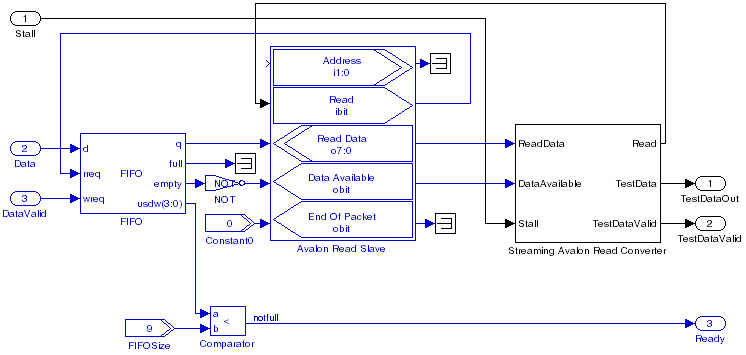 1
Stall
Address
i1:0
Read
ibit
2
Data
3
DataValid
d
rreq
wreq
FIFO
q
full
empty
usdw(3:0)
FIFO
NOT
NOT
0
Constant0
Read Data
o7:0
Data Available
obit
End Of Packet
obit
Avalon Read Slave
ReadData
DataAvailable
Stall
Read
TestData
TestDataValid
Streaming Avalon Read Converter
1
TestDataOut
2
TestDataValid
9
FIFOSize
a
b
<
Comparator
notfull
3
Ready